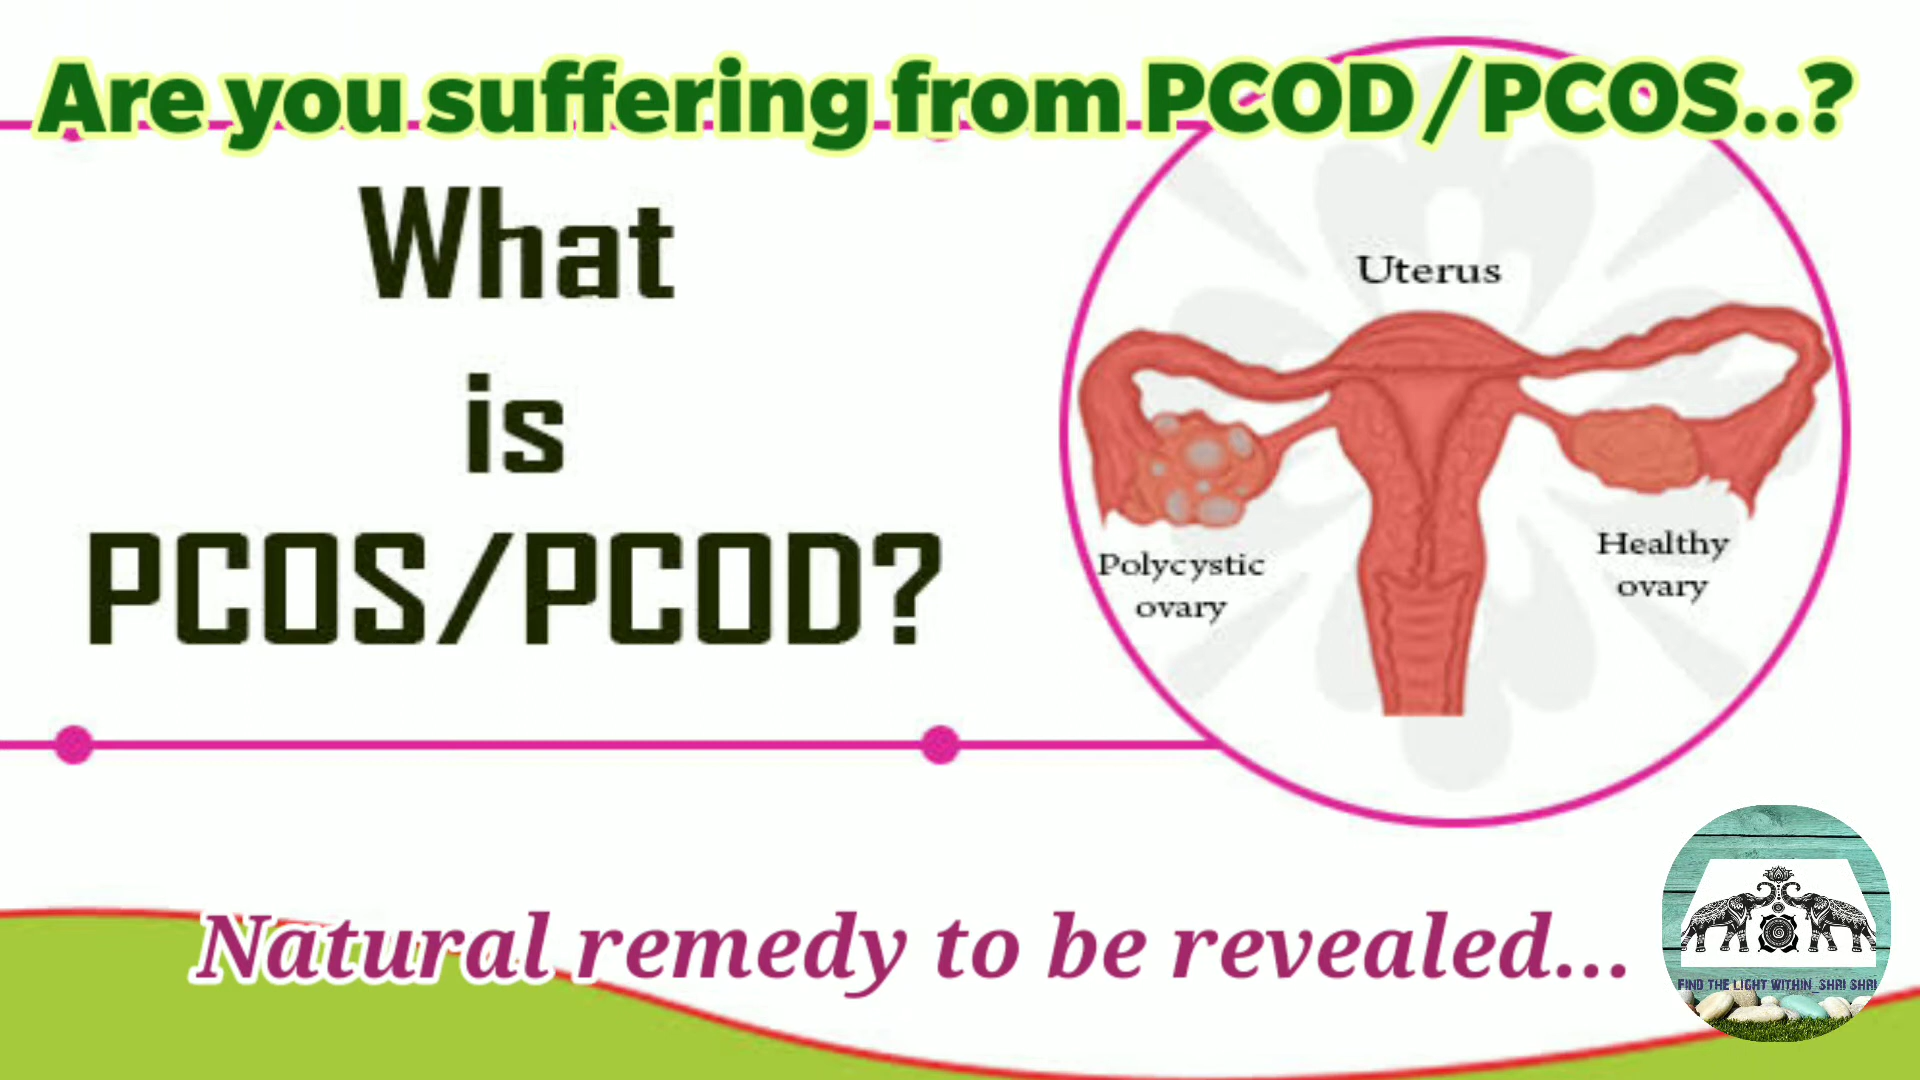 Are you suffering from PCOD/PCOS..?
What
is
PCOS/PCOD?
Uterus
Polycystic
ovary
Healthy
ovary
Natural remedy to be revealed...
FIND THE LIGHT WITHIN_SHRI SHRI